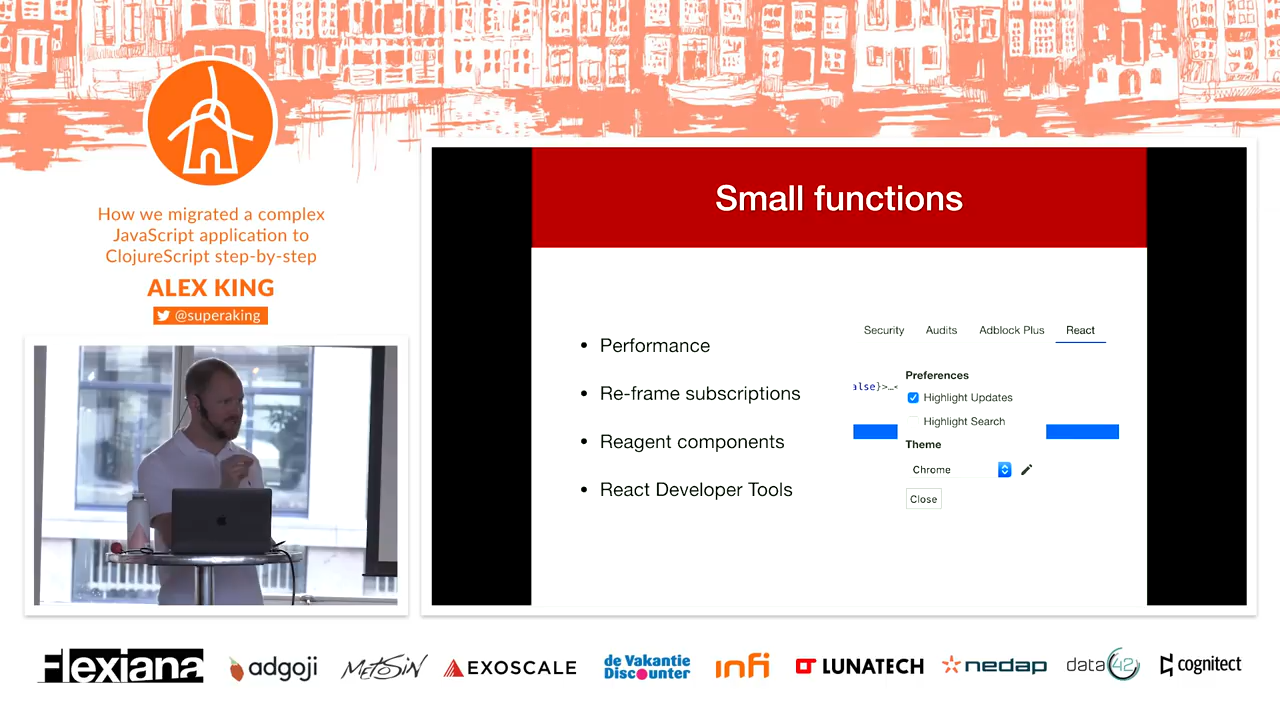 How we migrated a complex
JavaScript application to
ClojureScript step-by-step
ALEX KING
@superaking
Small functions
• Performance
• Re-frame subscriptions
• Reagent components
• React Developer Tools
Security Audits Adblock Plus React
Preferences
alse}>…<
Highlight Updates
Highlight Search
Theme
Chrome
Close
Flexiana adgoji METOSIN EXOSCALE de Vakantie Discounter infi LUNATECH nedap data42 cognitect